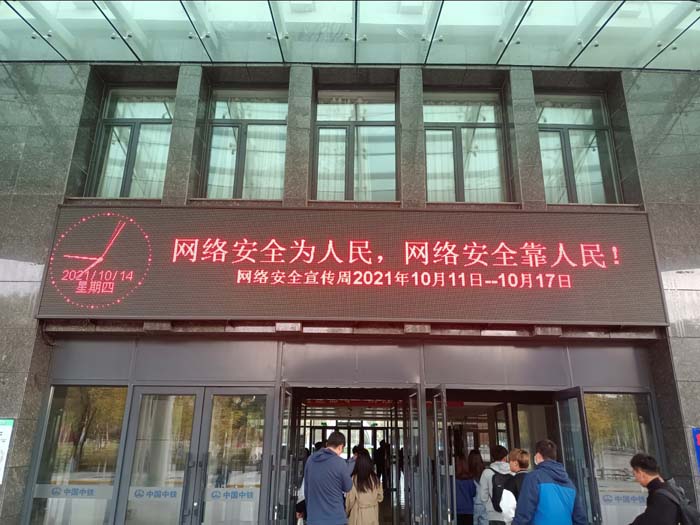 网络安全为人民，网络安全靠人民！
网络安全宣传周2021年10月11日--10月17日
2021/10/14
星期四
中国中铁
中国中铁
中国中铁
中国中铁